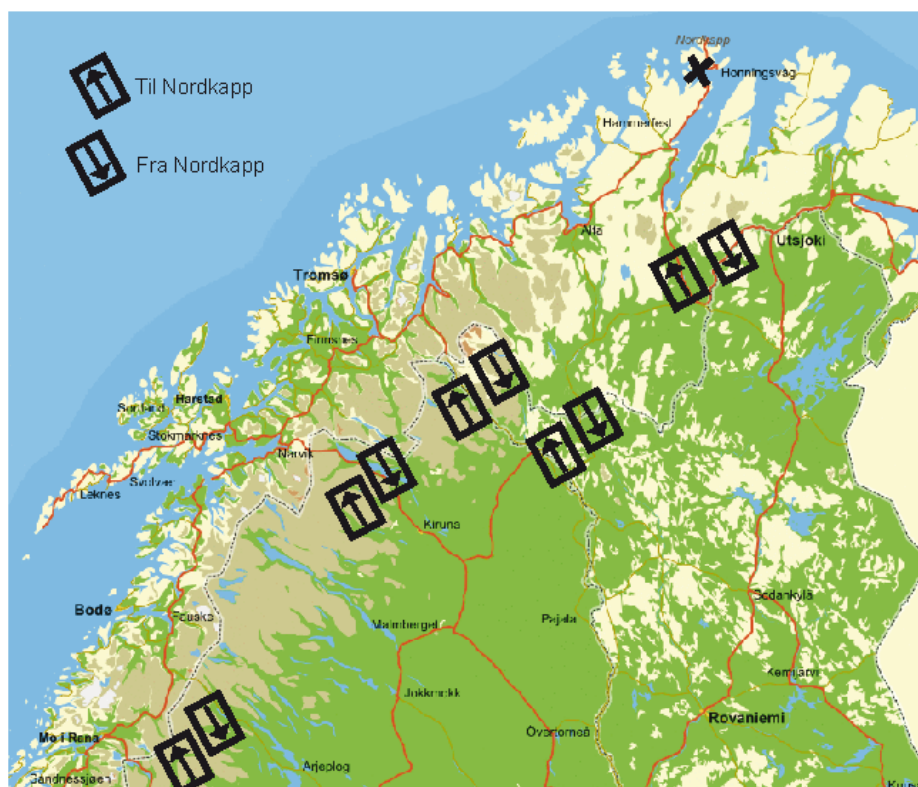 Nordkapp
Til Nordkapp
Honningsvåg
Hammerfest
Fra Nordkapp
Alta
Utsjoki
Tromsø
Finnsnes
Harstad
Sortland
Stokmarknes
Narvik
Svolvær
Leknes
Kiruna
Sodankylä
Bodø
Fauske
Malmberget
Pajala
Kemijärvi
Jokkmokk
Rovaniemi
Mo i Rana
Övertorneå
Arjeplog
Sandnessjøen